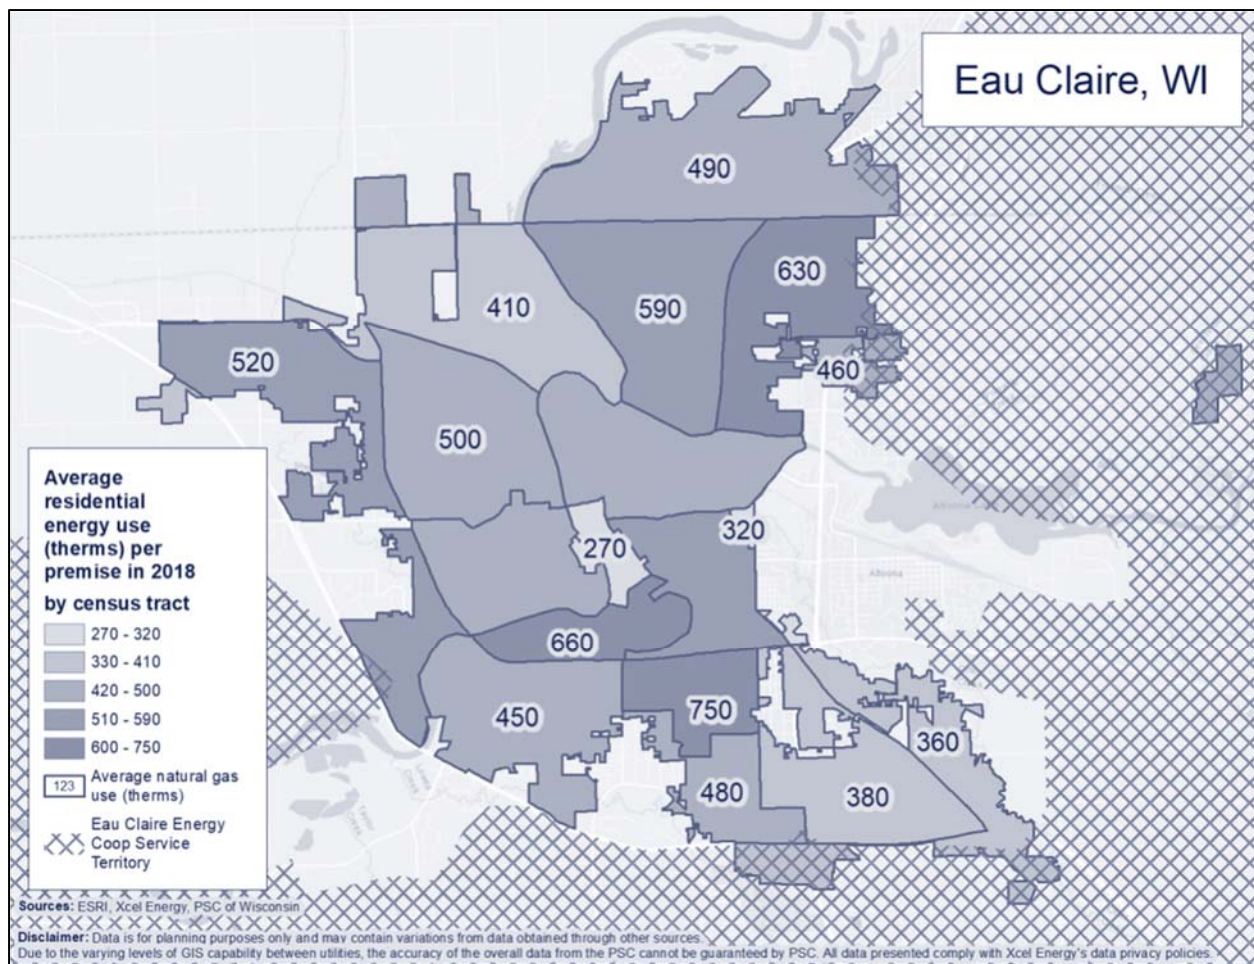 Eau Claire, WI
490
630
410
590
520
460
500
320
270
660
450
750
360
480
380
Altoona
Average
residential
energy use
(therms) per
premise in 2018
by census tract
270 - 320
330 - 410
420 - 500
510 - 590
600 - 750
123 Average natural gas
use (therms)
Eau Claire Energy
Coop Service
Territory
Sources: ESRI, Xcel Energy, PSC of Wisconsin
Disclaimer: Data is for planning purposes only and may contain variations from data obtained through other sources.
Due to the varying levels of GIS capability between utilities, the accuracy of the overall data from the PSC cannot be guaranteed by PSC. All data presented comply with Xcel Energy's data privacy policies.